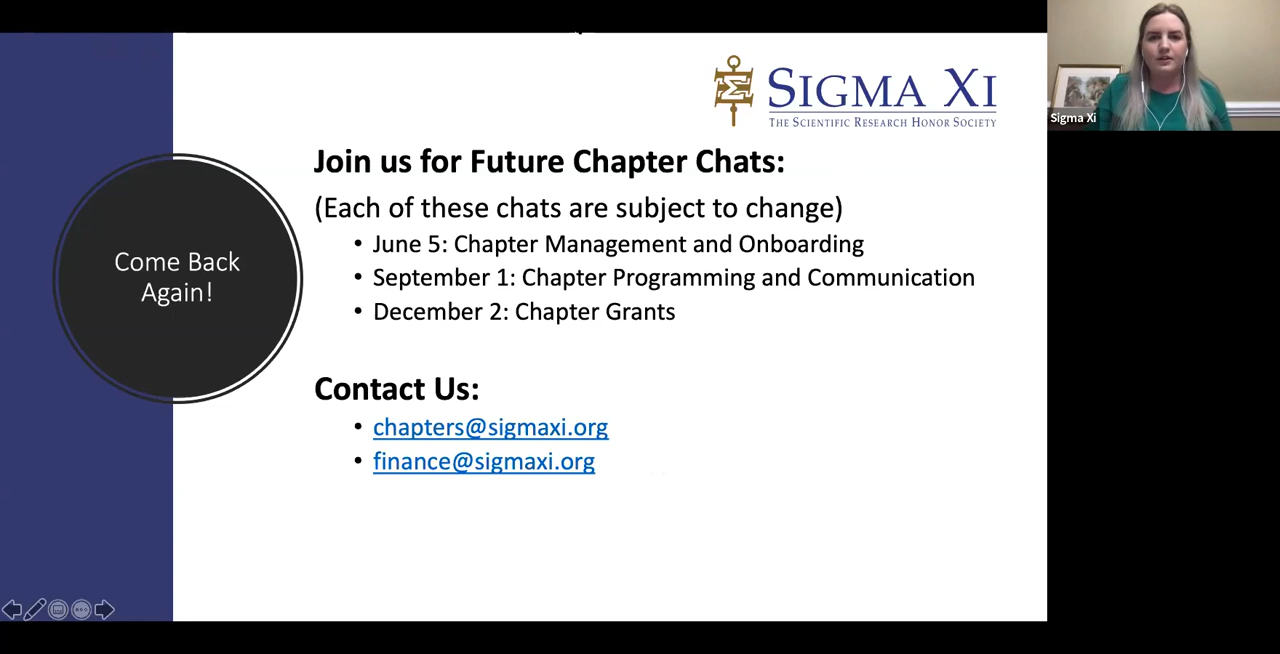 SIGMA XI
THE SCIENTIFIC RESEARCH HONOR SOCIETY
Sigma Xi
Join us for Future Chapter Chats:
(Each of these chats are subject to change)
• June 5: Chapter Management and Onboarding
• September 1: Chapter Programming and Communication
• December 2: Chapter Grants
Come Back
Again!
Contact Us:
• chapters@sigmaxi.org
• finance@sigmaxi.org